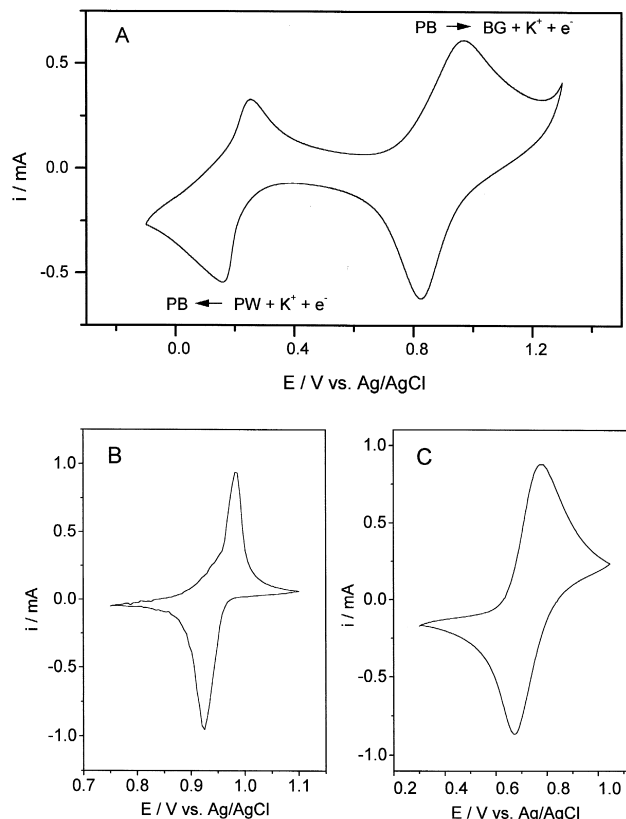 A
PB → BG + K⁺ + e⁻
0.5
0.0
-0.5
i / mA
PB ← PW + K⁺ + e⁻
0.0 0.4 0.8 1.2
E / V vs. Ag/AgCl
B
1.0
0.5
0.0
-0.5
-1.0
i / mA
0.7 0.8 0.9 1.0 1.1
E / V vs. Ag/AgCl
C
1.0
0.5
0.0
-0.5
-1.0
i / mA
0.2 0.4 0.6 0.8 1.0
E / V vs. Ag/AgCl